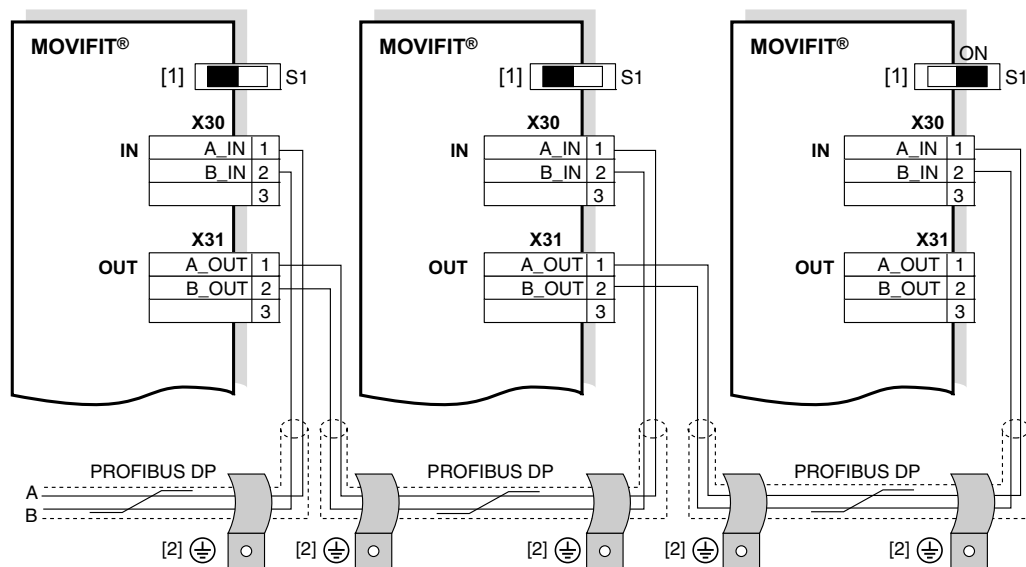 MOVIFIT® MOVIFIT® MOVIFIT®
ON
[1] S1 [1] S1 [1] S1
X30 X30 X30
IN A_IN 1 IN A_IN 1 IN A_IN 1
B_IN 2 B_IN 2 B_IN 2
3 3 3
X31 X31 X31
OUT A_OUT 1 OUT A_OUT 1 OUT A_OUT 1
B_OUT 2 B_OUT 2 B_OUT 2
3 3 3
PROFIBUS DP PROFIBUS DP PROFIBUS DP
A
B
[2] [2] [2] [2] [2]